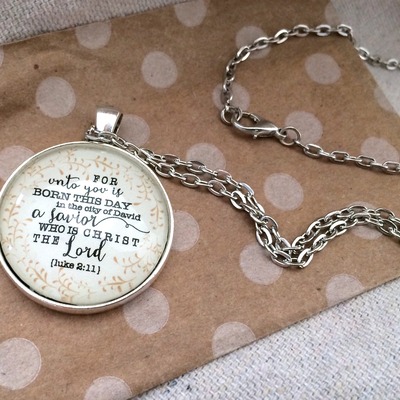 FOR
unto you is
BORN THIS DAY
in the city of David
a Savior
WHO IS CHRIST
THE Lord
{luke 2:11}